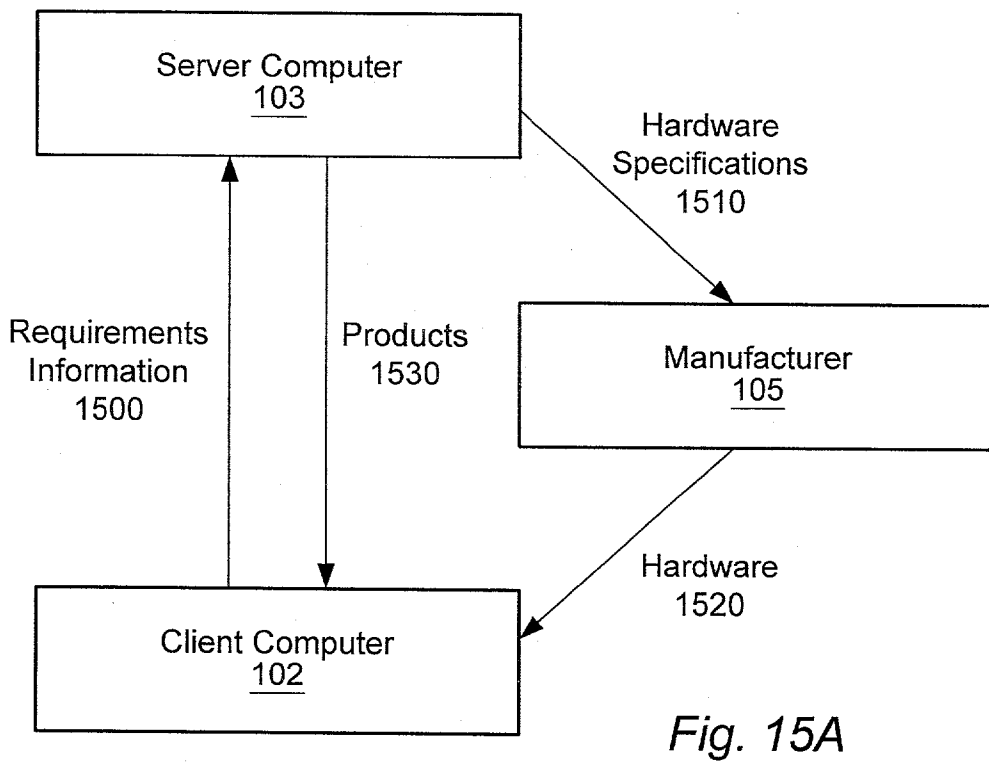 Server Computer
103
Hardware
Specifications
1510
Requirements
Information
1500
Products
1530
Manufacturer
105
Hardware
1520
Client Computer
102
Fig. 15A